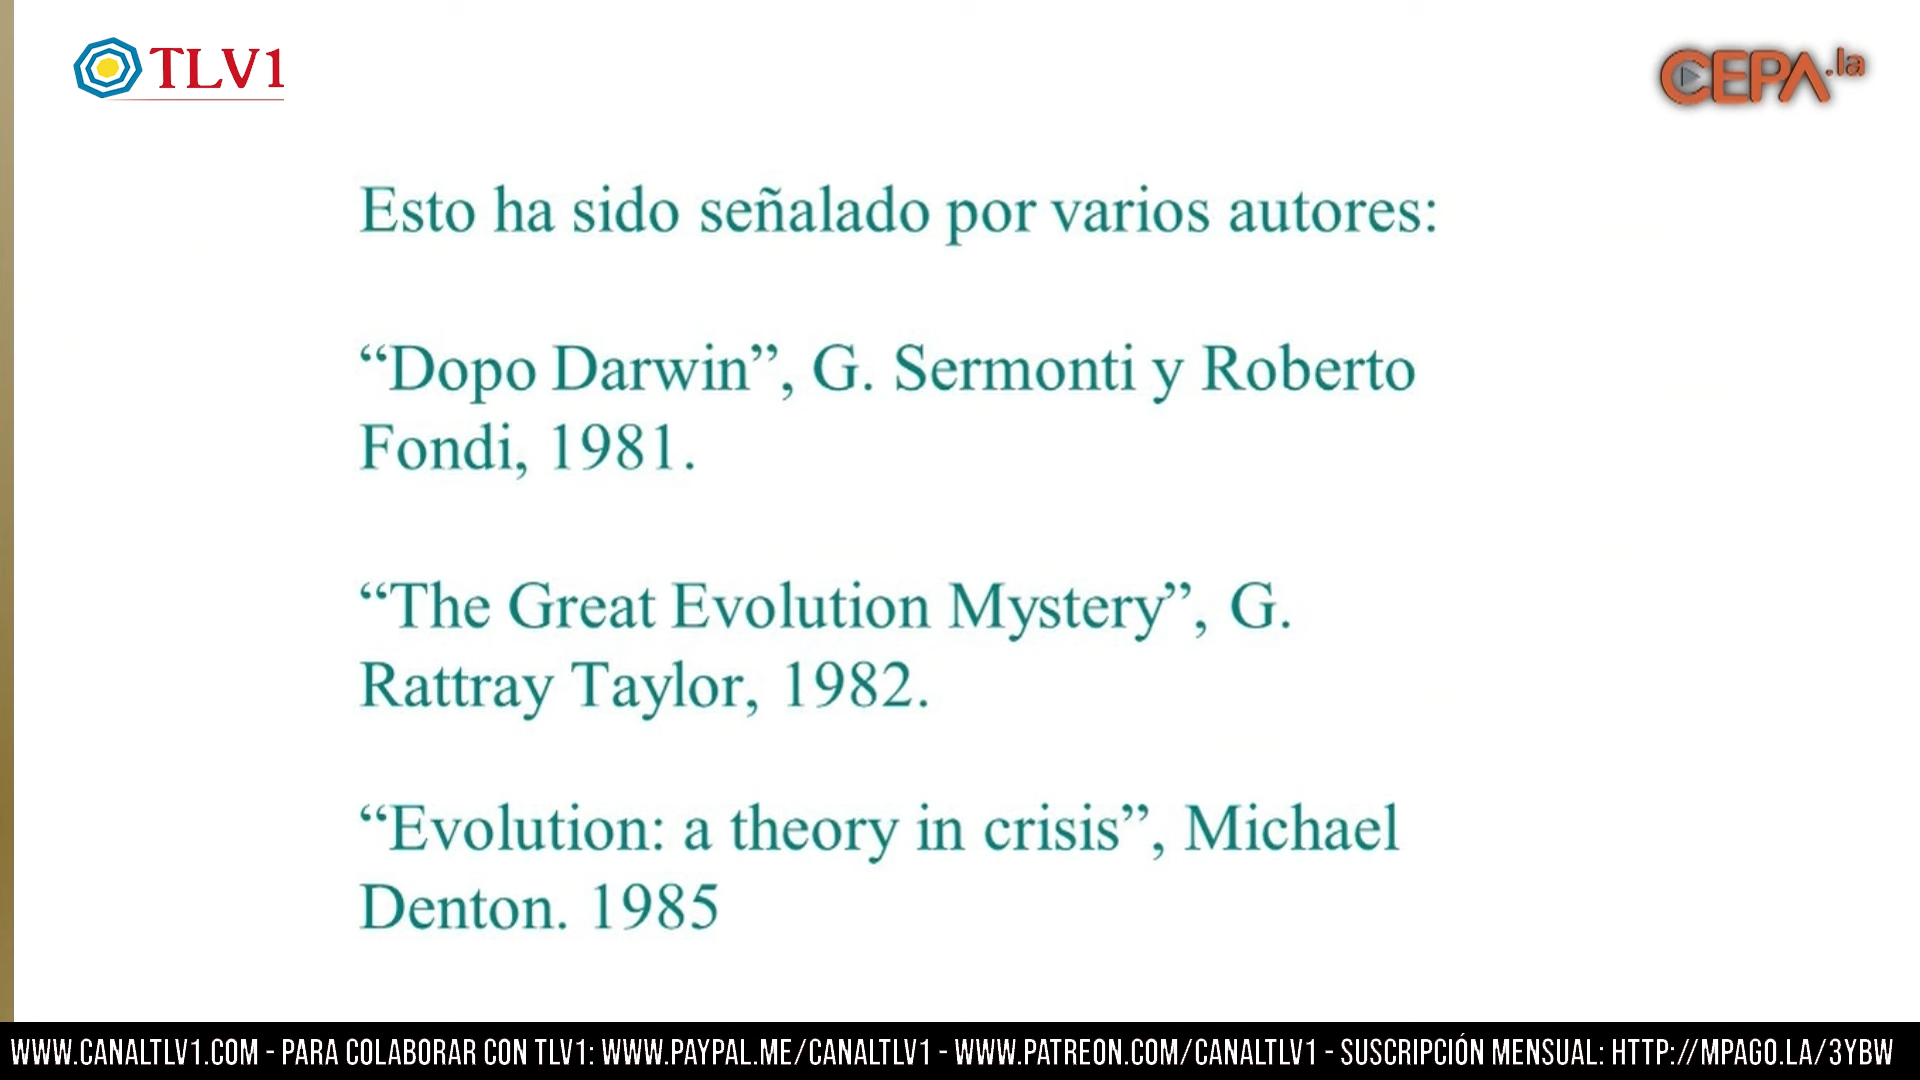 TLV1
CEPA.la
Esto ha sido señalado por varios autores:
“Dopo Darwin”, G. Sermonti y Roberto
Fondi, 1981.
“The Great Evolution Mystery”, G.
Rattray Taylor, 1982.
“Evolution: a theory in crisis”, Michael
Denton. 1985
WWW.CANALTLV1.COM - PARA COLABORAR CON TLV1: WWW.PAYPAL.ME/CANALTLV1 - WWW.PATREON.COM/CANALTLV1 - SUSCRIPCIÓN MENSUAL: HTTP://MPAGO.LA/3YBW